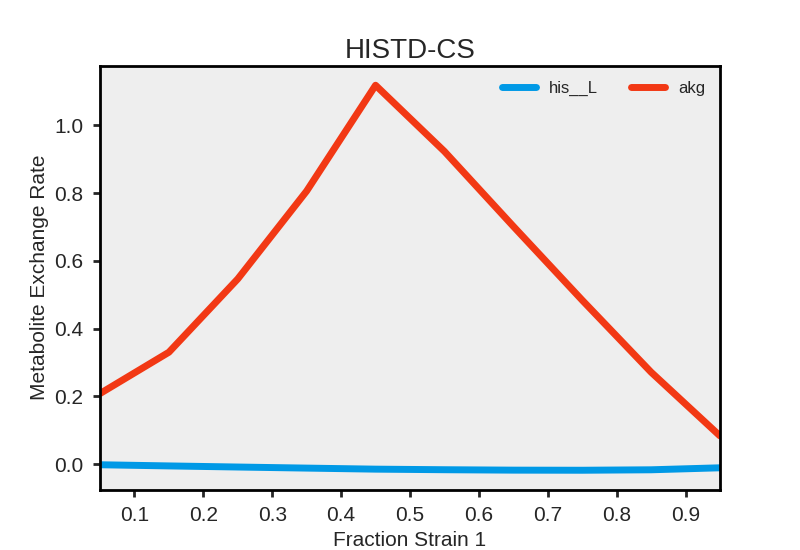 HISTD-CS
his__L
akg
Metabolite Exchange Rate
1.0
0.8
0.6
0.4
0.2
0.0
0.1 0.2 0.3 0.4 0.5 0.6 0.7 0.8 0.9
Fraction Strain 1